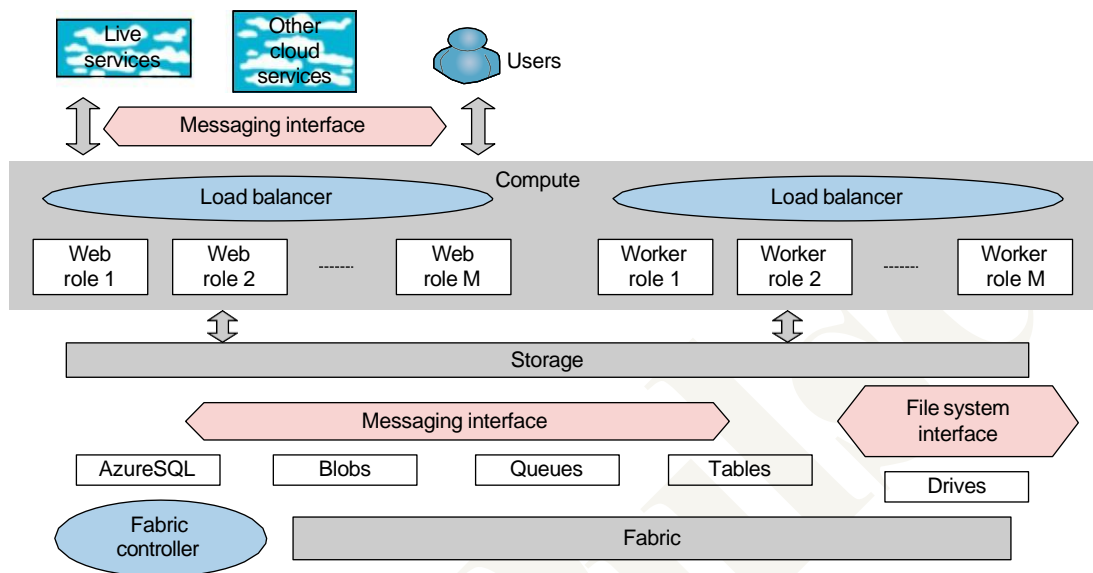 Live
services
Other
cloud
services
Users
Messaging interface
Compute
Load balancer
Load balancer
Web
role 1
Web
role 2
Web
role M
Worker
role 1
Worker
role 2
Worker
role M
Storage
Messaging interface
File system
interface
AzureSQL
Blobs
Queues
Tables
Drives
Fabric
controller
Fabric